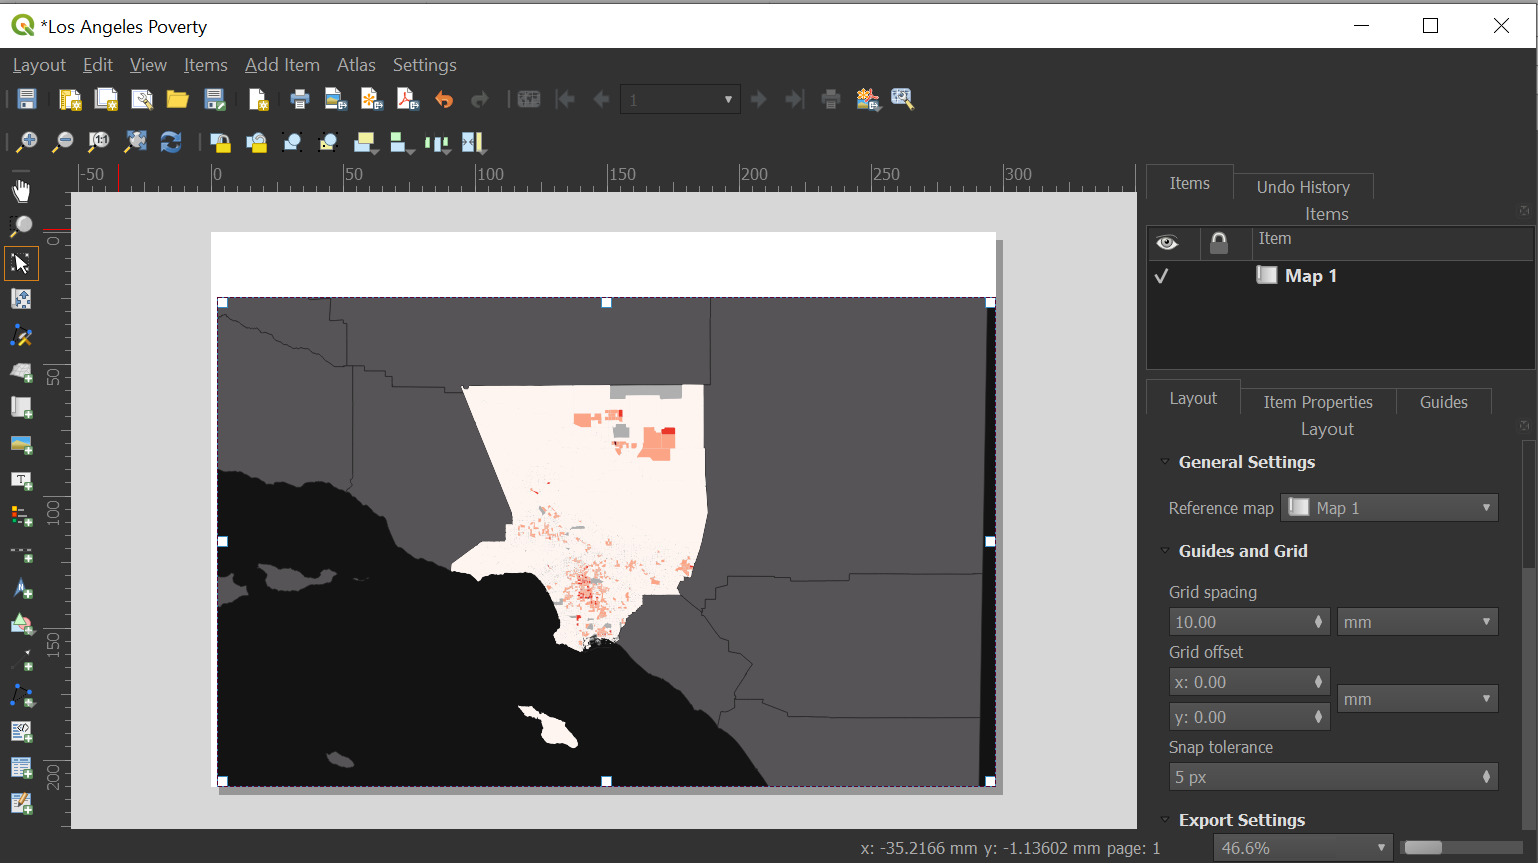 *Los Angeles Poverty
Layout Edit View Items Add Item Atlas Settings
1
1:1
-50 0 50 100 150 200 250 300
0
50
100
150
200
Items Undo History
Items
Item
Map 1
Layout Item Properties Guides
Layout
General Settings
Reference map Map 1
Guides and Grid
Grid spacing
10.00 mm
Grid offset
x: 0.00
mm
y: 0.00
Snap tolerance
5 px
Export Settings
x: -35.2166 mm y: -1.13602 mm page: 1 46.6%